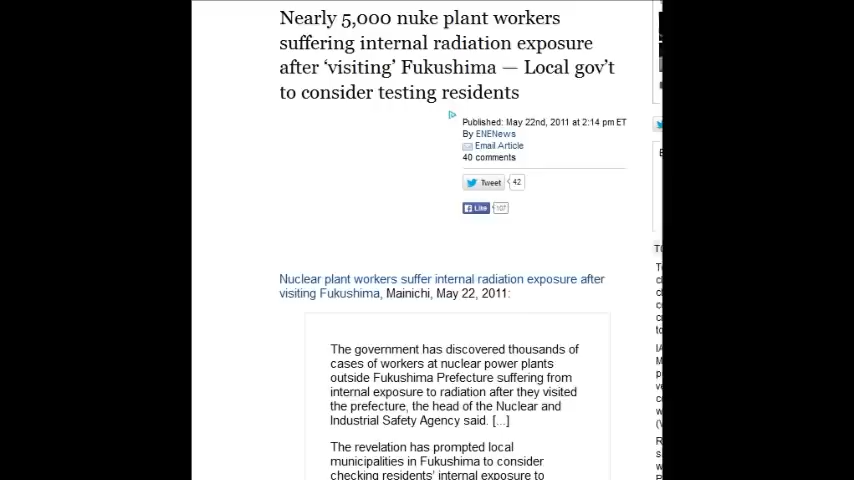 Nearly 5,000 nuke plant workers
suffering internal radiation exposure
after ‘visiting’ Fukushima — Local gov’t
to consider testing residents
Published: May 22nd, 2011 at 2:14 pm ET
By ENENews
Email Article
40 comments
Tweet 42
Like 107
Nuclear plant workers suffer internal radiation exposure after
visiting Fukushima, Mainichi, May 22, 2011:
The government has discovered thousands of
cases of workers at nuclear power plants
outside Fukushima Prefecture suffering from
internal exposure to radiation after they visited
the prefecture, the head of the Nuclear and
Industrial Safety Agency said. [...]
The revelation has prompted local
municipalities in Fukushima to consider
checking residents’ internal exposure to